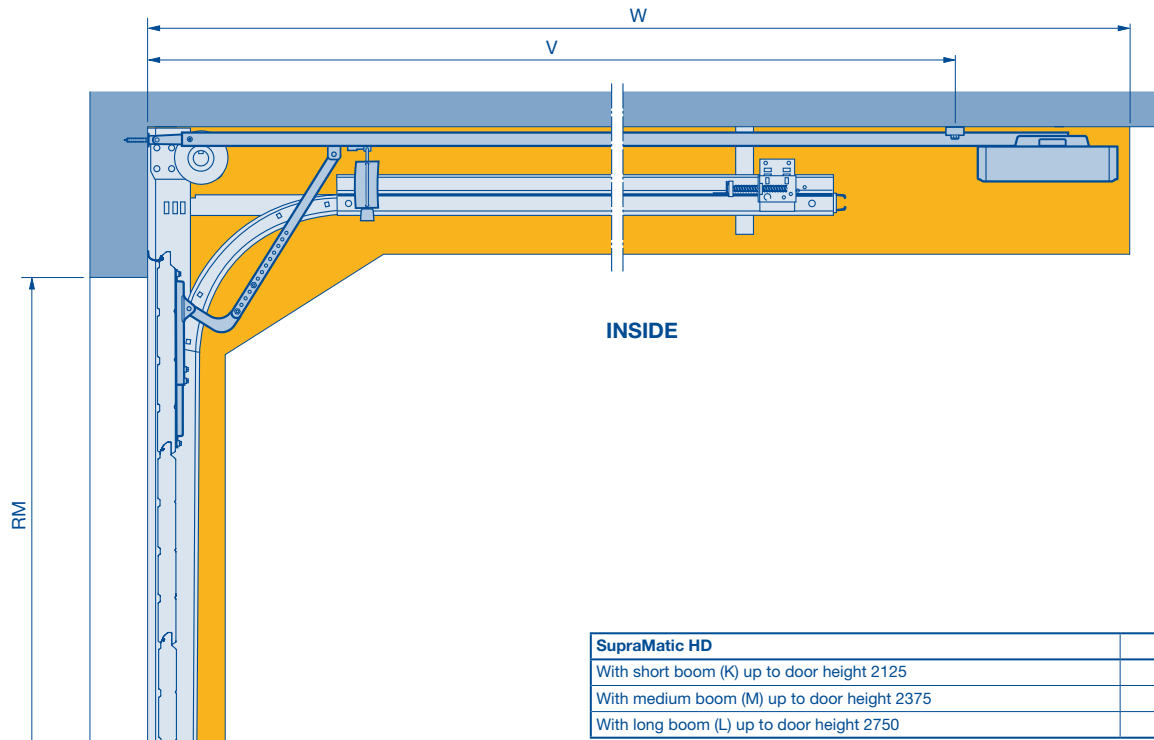 W
V
INSIDE
RM
SupraMatic HD
With short boom (K) up to door height 2125
With medium boom (M) up to door height 2375
With long boom (L) up to door height 2750